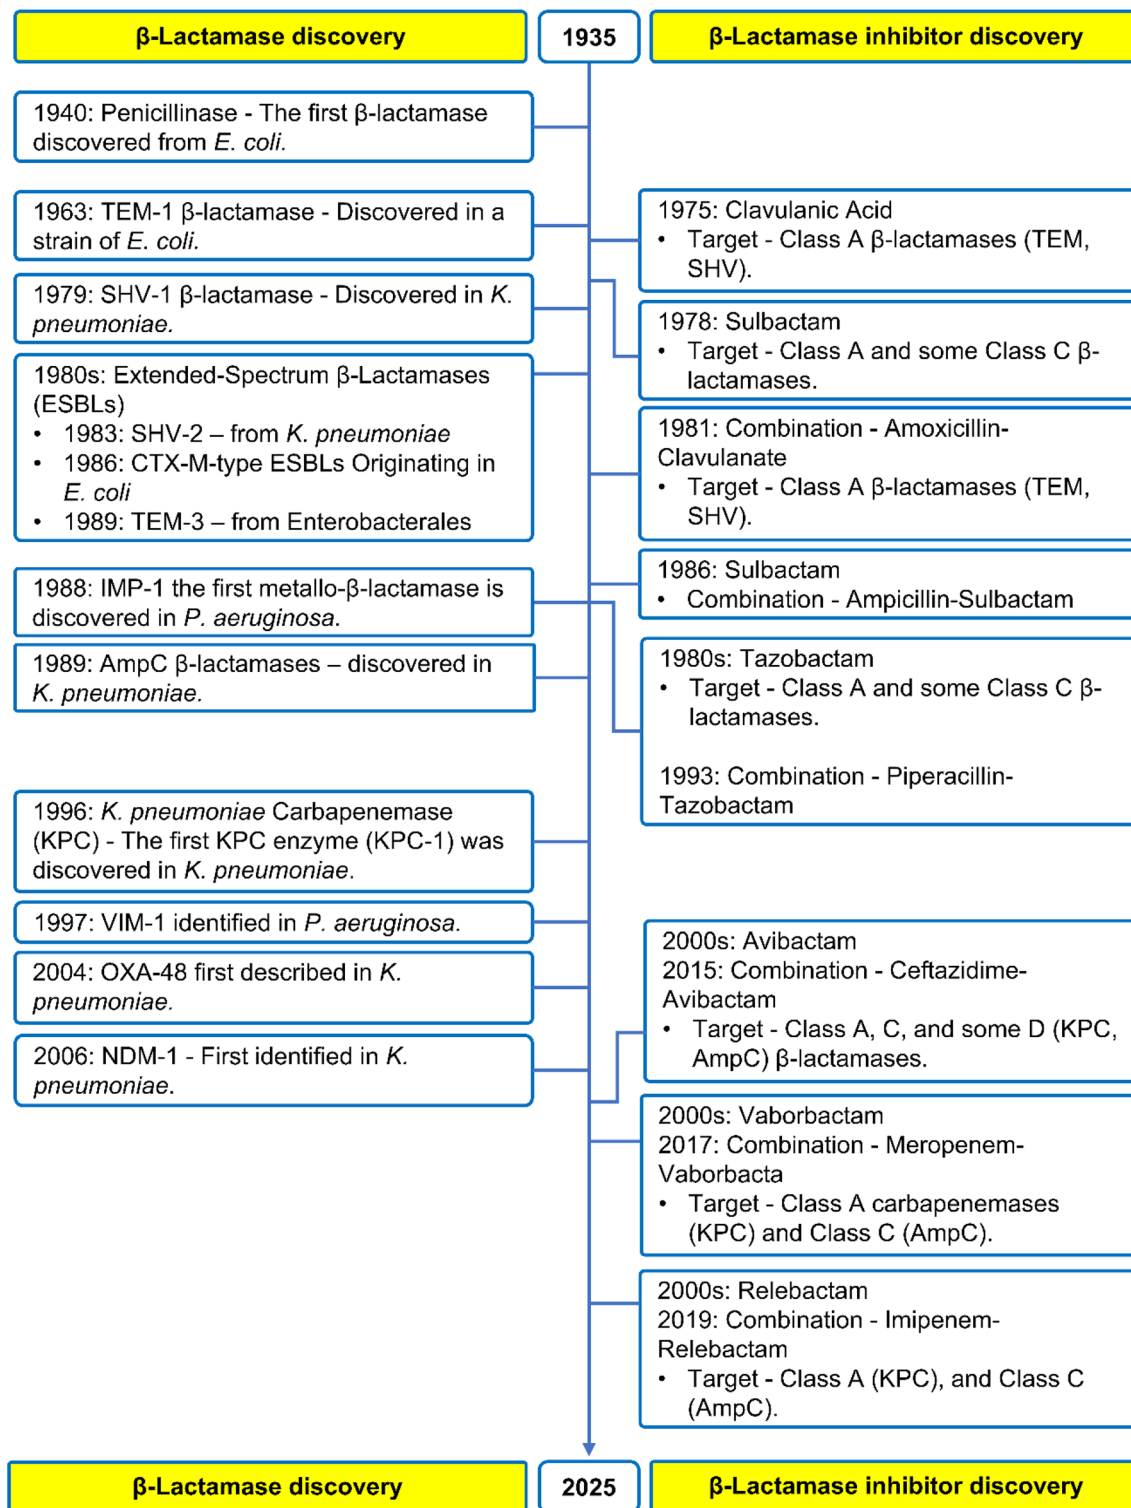 β-Lactamase discovery
1935
β-Lactamase inhibitor discovery
1940: Penicillinase - The first β-lactamase
discovered from E. coli.
1963: TEM-1 β-lactamase - Discovered in a
strain of E. coli.
1979: SHV-1 β-lactamase - Discovered in K.
pneumoniae.
1980s: Extended-Spectrum β-Lactamases
(ESBLs)
• 1983: SHV-2 – from K. pneumoniae
• 1986: CTX-M-type ESBLs Originating in
E. coli
• 1989: TEM-3 – from Enterobacterales
1988: IMP-1 the first metallo-β-lactamase is
discovered in P. aeruginosa.
1989: AmpC β-lactamases – discovered in
K. pneumoniae.
1996: K. pneumoniae Carbapenemase
(KPC) - The first KPC enzyme (KPC-1) was
discovered in K. pneumoniae.
1997: VIM-1 identified in P. aeruginosa.
2004: OXA-48 first described in K.
pneumoniae.
2006: NDM-1 - First identified in K.
pneumoniae.
1975: Clavulanic Acid
• Target - Class A β-lactamases (TEM,
SHV).
1978: Sulbactam
• Target - Class A and some Class C β-
lactamases.
1981: Combination - Amoxicillin-
Clavulanate
• Target - Class A β-lactamases (TEM,
SHV).
1986: Sulbactam
• Combination - Ampicillin-Sulbactam
1980s: Tazobactam
• Target - Class A and some Class C β-
lactamases.
1993: Combination - Piperacillin-
Tazobactam
2000s: Avibactam
2015: Combination - Ceftazidime-
Avibactam
• Target - Class A, C, and some D (KPC,
AmpC) β-lactamases.
2000s: Vaborbactam
2017: Combination - Meropenem-
Vaborbacta
• Target - Class A carbapenemases
(KPC) and Class C (AmpC).
2000s: Relebactam
2019: Combination - Imipenem-
Relebactam
• Target - Class A (KPC), and Class C
(AmpC).
β-Lactamase discovery
2025
β-Lactamase inhibitor discovery